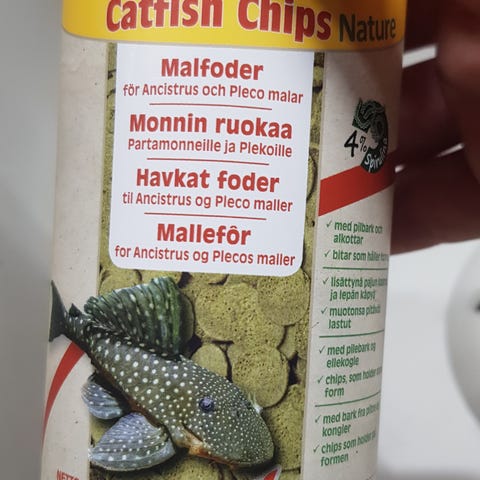 Catfish Chips Nature
Malfoder
för Ancistrus och Pleco malar
Monnin ruokaa
Partamonneille ja Plekoille
Havkat foder
til Ancistrus og Pleco maller
Mallefôr
for Ancistrus og Plecos maller
4% Spirulina
✓ med pilbark och
alkottar
✓ bitar som håller
✓ lisättynä pajun
ja lepän käpyt
✓ muotonsa pitävät
lastut
✓ med pilebark og
ellekogle
✓ chips, som holder
form
✓ med bark fra
kongler
✓ chips som holder
formen